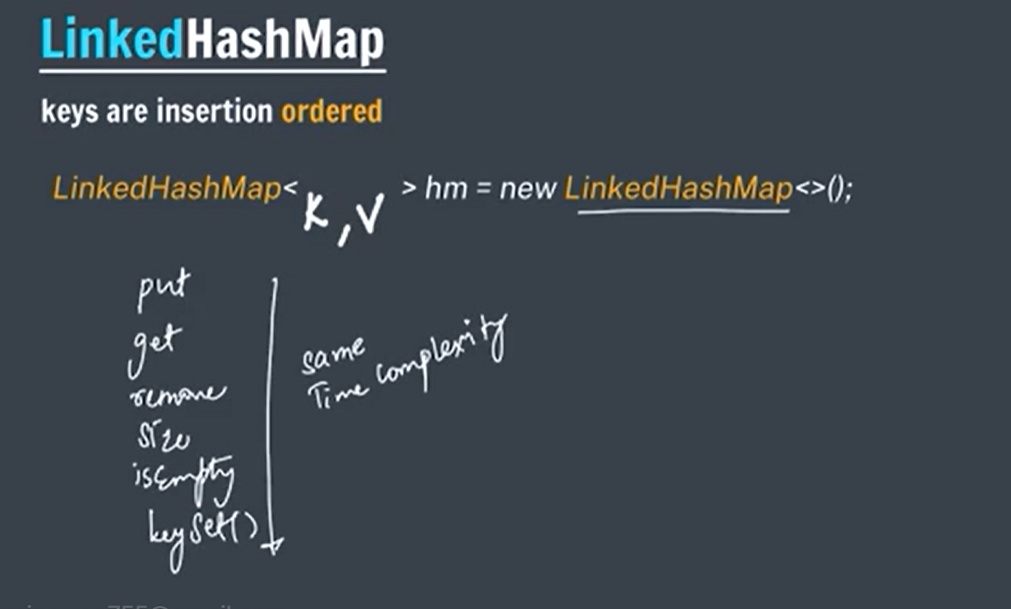 LinkedHashMap
keys are insertion ordered
LinkedHashMap< K,V > hm = new LinkedHashMap<>();
put
get
remove
size
isEmpty
keySet()
same
Time complexity